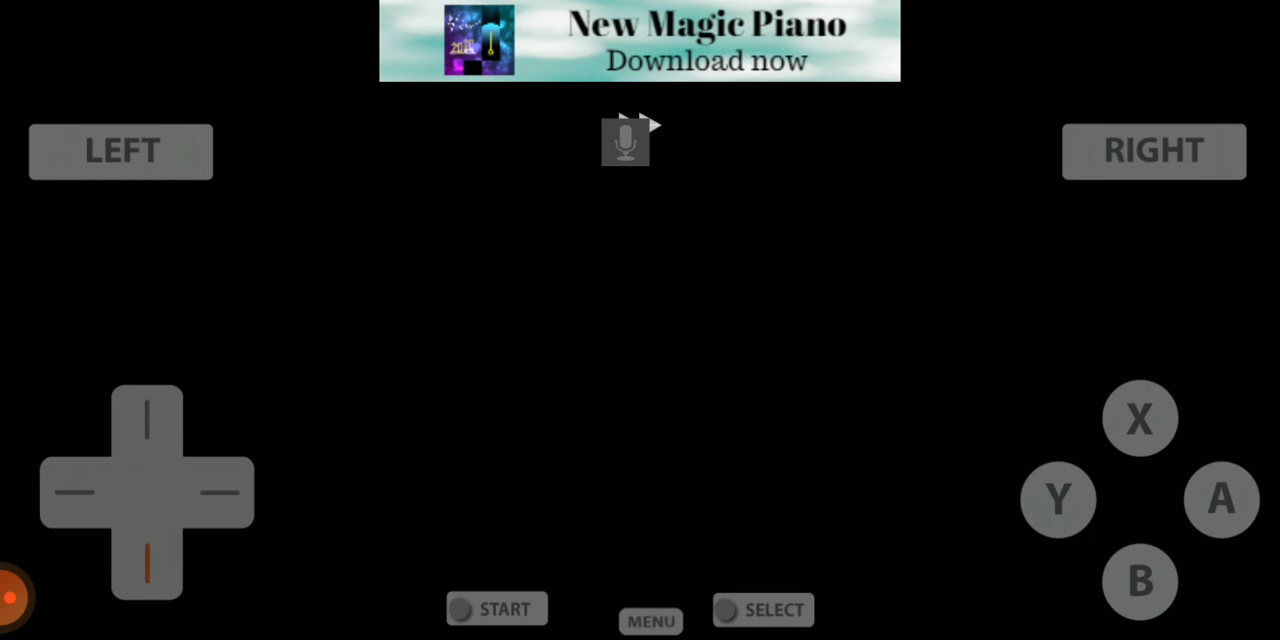 New Magic Piano
Download now
LEFT
RIGHT
X
Y
A
B
START
SELECT
MENU